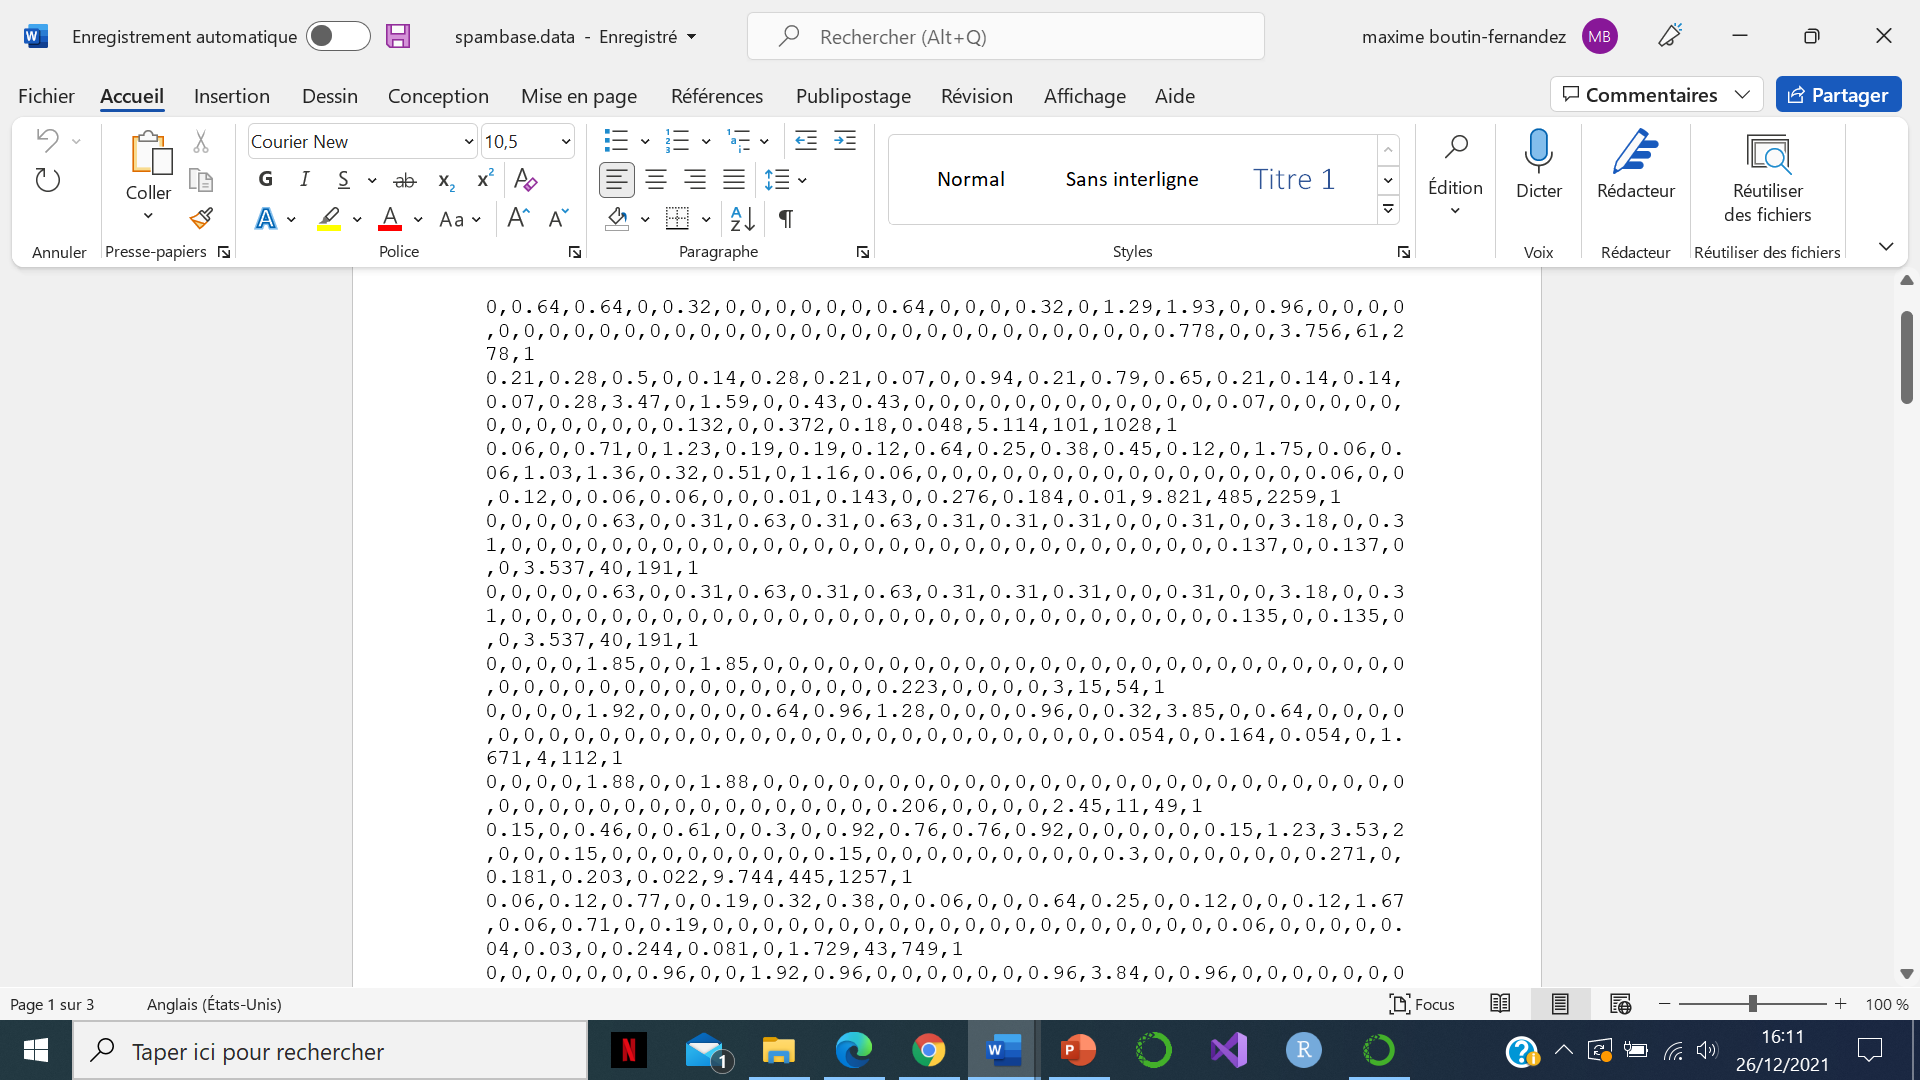 Enregistrement automatique
spambase.data - Enregistré
Rechercher (Alt+Q)
maxime boutin-fernandez
MB
Fichier
Accueil
Insertion
Dessin
Conception
Mise en page
Références
Publipostage
Révision
Affichage
Aide
Commentaires
Partager
Coller
Courier New
10,5
Normal
Sans interligne
Titre 1
Édition
Dicter
Rédacteur
Réutiliser
des fichiers
Annuler
Presse-papiers
Police
Paragraphe
Styles
Voix
Rédacteur
Réutiliser des fichiers
0,0.64,0.64,0,0.32,0,0,0,0,0,0,0.64,0,0,0,0.32,0,1.29,1.93,0,0.96,0,0,0,0
,0,0,0,0,0,0,0,0,0,0,0,0,0,0,0,0,0,0,0,0,0,0,0,0,0,0,0.778,0,0,3.756,61,2
78,1
0.21,0.28,0.5,0,0.14,0.28,0.21,0.07,0,0.94,0.21,0.79,0.65,0.21,0.14,0.14,
0.07,0.28,3.47,0,1.59,0,0.43,0.43,0,0,0,0,0,0,0,0,0,0,0,0,0.07,0,0,0,0,0,
0,0,0,0,0,0,0,0.132,0,0.372,0.18,0.048,5.114,101,1028,1
0.06,0,0.71,0,1.23,0.19,0.19,0.12,0.64,0.25,0.38,0.45,0.12,0,1.75,0.06,0.
06,1.03,1.36,0.32,0.51,0,1.16,0.06,0,0,0,0,0,0,0,0,0,0,0,0,0,0,0,0.06,0,0
,0.12,0,0.06,0.06,0,0,0.01,0.143,0,0.276,0.184,0.01,9.821,485,2259,1
0,0,0,0,0.63,0,0.31,0.63,0.31,0.63,0.31,0.31,0.31,0,0,0.31,0,0,3.18,0,0.3
1,0,0,0,0,0,0,0,0,0,0,0,0,0,0,0,0,0,0,0,0,0,0,0,0,0,0,0,0,0.137,0,0.137,0
,0,3.537,40,191,1
0,0,0,0,0.63,0,0.31,0.63,0.31,0.63,0.31,0.31,0.31,0,0,0.31,0,0,3.18,0,0.3
1,0,0,0,0,0,0,0,0,0,0,0,0,0,0,0,0,0,0,0,0,0,0,0,0,0,0,0,0,0.135,0,0.135,0
,0,3.537,40,191,1
0,0,0,0,1.85,0,0,1.85,0,0,0,0,0,0,0,0,0,0,0,0,0,0,0,0,0,0,0,0,0,0,0,0,0,0
,0,0,0,0,0,0,0,0,0,0,0,0,0,0,0,0.223,0,0,0,0,3,15,54,1
0,0,0,0,1.92,0,0,0,0,0.64,0.96,1.28,0,0,0,0.96,0,0.32,3.85,0,0.64,0,0,0,0
,0,0,0,0,0,0,0,0,0,0,0,0,0,0,0,0,0,0,0,0,0,0,0,0,0.054,0,0.164,0.054,0,1.
671,4,112,1
0,0,0,0,1.88,0,0,1.88,0,0,0,0,0,0,0,0,0,0,0,0,0,0,0,0,0,0,0,0,0,0,0,0,0,0
,0,0,0,0,0,0,0,0,0,0,0,0,0,0,0,0.206,0,0,0,0,2.45,11,49,1
0.15,0,0.46,0,0.61,0,0.3,0,0.92,0.76,0.76,0.92,0,0,0,0,0,0.15,1.23,3.53,2
,0,0,0.15,0,0,0,0,0,0,0,0,0.15,0,0,0,0,0,0,0,0,0,0.3,0,0,0,0,0,0,0.271,0,
0.181,0.203,0.022,9.744,445,1257,1
0.06,0.12,0.77,0,0.19,0.32,0.38,0,0.06,0,0,0.64,0.25,0,0.12,0,0,0.12,1.67
,0.06,0.71,0,0.19,0,0,0,0,0,0,0,0,0,0,0,0,0,0,0,0,0,0,0,0,0.06,0,0,0,0,0.
04,0.03,0,0.244,0.081,0,1.729,43,749,1
0,0,0,0,0,0,0.96,0,0,1.92,0.96,0,0,0,0,0,0,0.96,3.84,0,0.96,0,0,0,0,0,0,0
Page 1 sur 3
Anglais (États-Unis)
Focus
100 %
Taper ici pour rechercher
1
16:11
26/12/2021